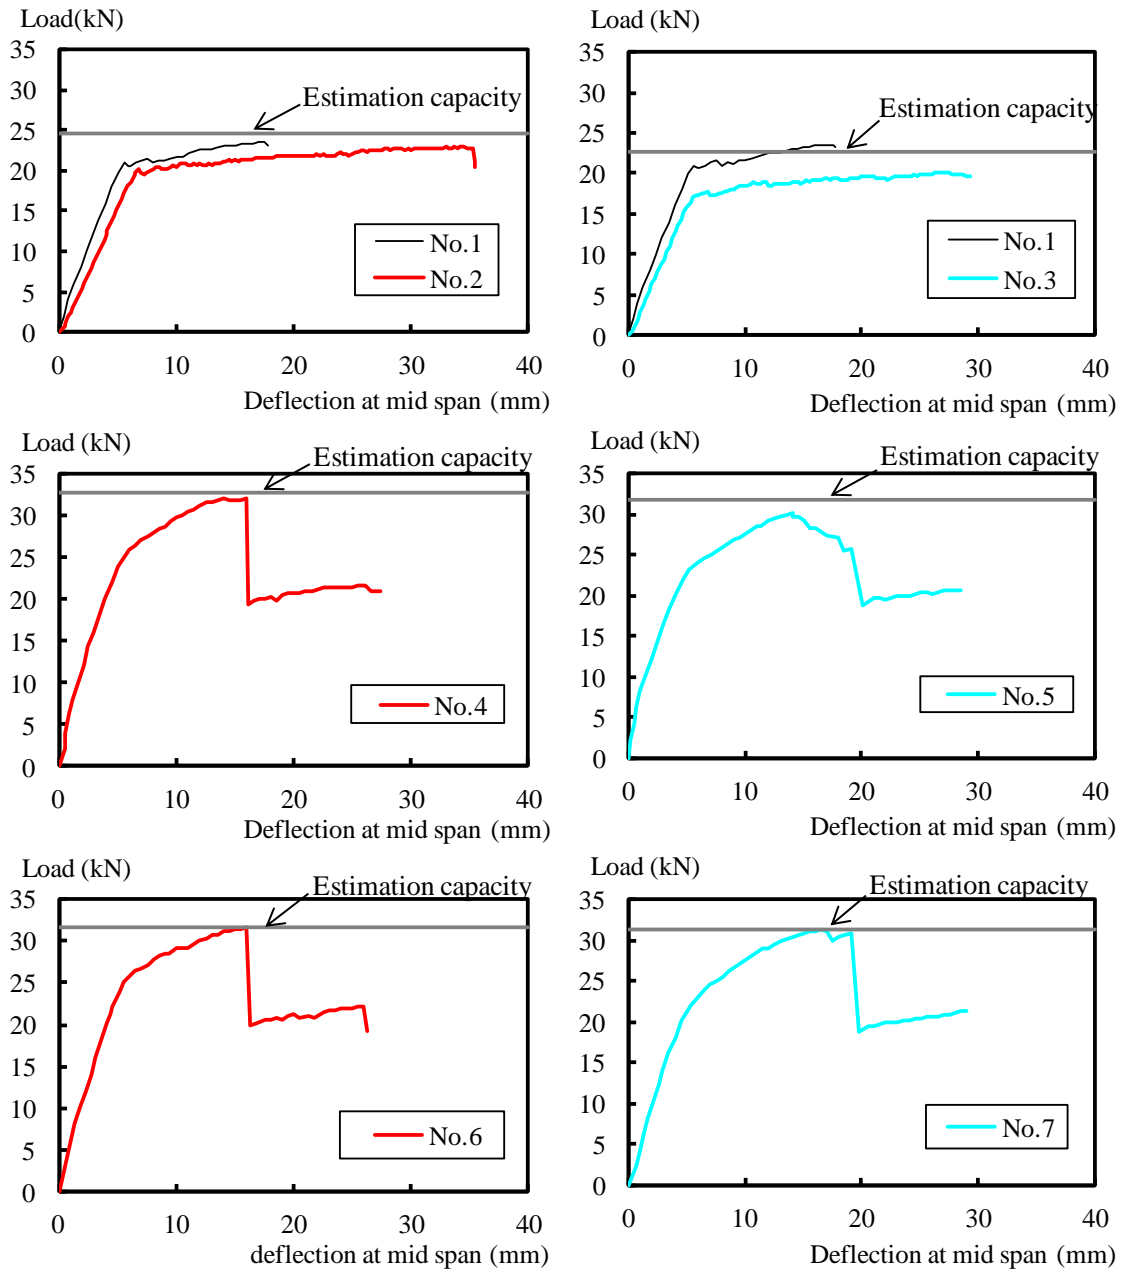 Load(kN)
35
30
25
20
15
10
5
0
Estimation capacity
No.1
No.2
0 10 20 30 40
Deflection at mid span (mm)
Load (kN)
35
30
25
20
15
10
5
0
Estimation capacity
No.1
No.3
0 10 20 30 40
Deflection at mid span (mm)
Load (kN)
35
30
25
20
15
10
5
0
Estimation capacity
No.4
0 10 20 30 40
Deflection at mid span (mm)
Load (kN)
35
30
25
20
15
10
5
0
Estimation capacity
No.5
0 10 20 30 40
Deflection at mid span (mm)
Load (kN)
35
30
25
20
15
10
5
0
Estimation capacity
No.6
0 10 20 30 40
deflection at mid span (mm)
Load (kN)
35
30
25
20
15
10
5
0
Estimation capacity
No.7
0 10 20 30 40
Deflection at mid span (mm)